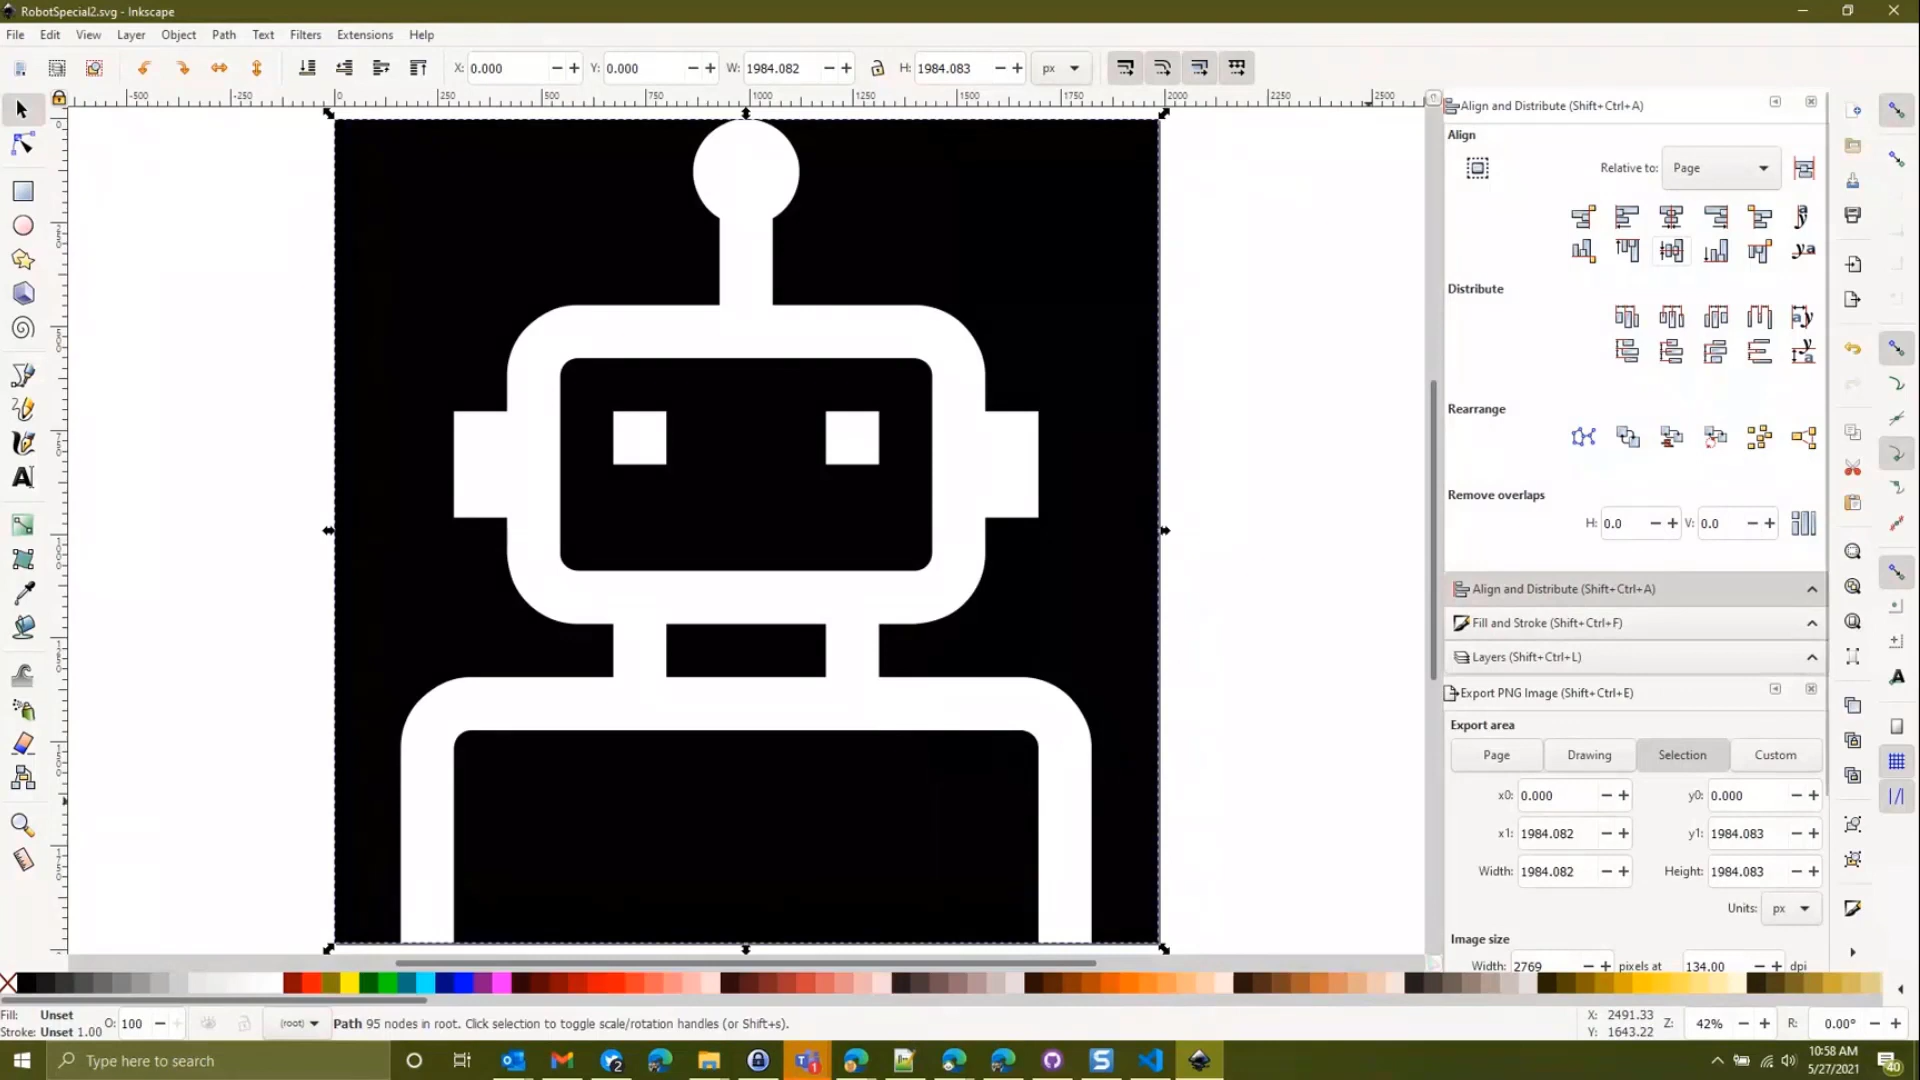 RobotSpecial2.svg - Inkscape
File Edit View Layer Object Path Text Filters Extensions Help
X: 0.000 Y: 0.000 W: 1984.082 H: 1984.083 px
-500 -250 0 250 500 750 1000 1250 1500 1750 2000 2250 2500
Align and Distribute (Shift+Ctrl+A)
Align
Relative to: Page
Distribute
Rearrange
Remove overlaps
H: 0.0 V: 0.0
Align and Distribute (Shift+Ctrl+A)
Fill and Stroke (Shift+Ctrl+F)
Layers (Shift+Ctrl+L)
Export PNG Image (Shift+Ctrl+E)
Export area
Page Drawing Selection Custom
x0: 0.000 y0: 0.000
x1: 1984.082 y1: 1984.083
Width: 1984.082 Height: 1984.083
Units: px
Image size
Width: 2769 pixels at 134.00 dpi
Fill: Unset
Stroke: Unset 1.00
O: 100
(root)
Path 95 nodes in root. Click selection to toggle scale/rotation handles (or Shift+s).
X: 2491.33
Y: 1643.22
Z: 42%
R: 0.00°
Type here to search
10:58 AM
5/27/2021